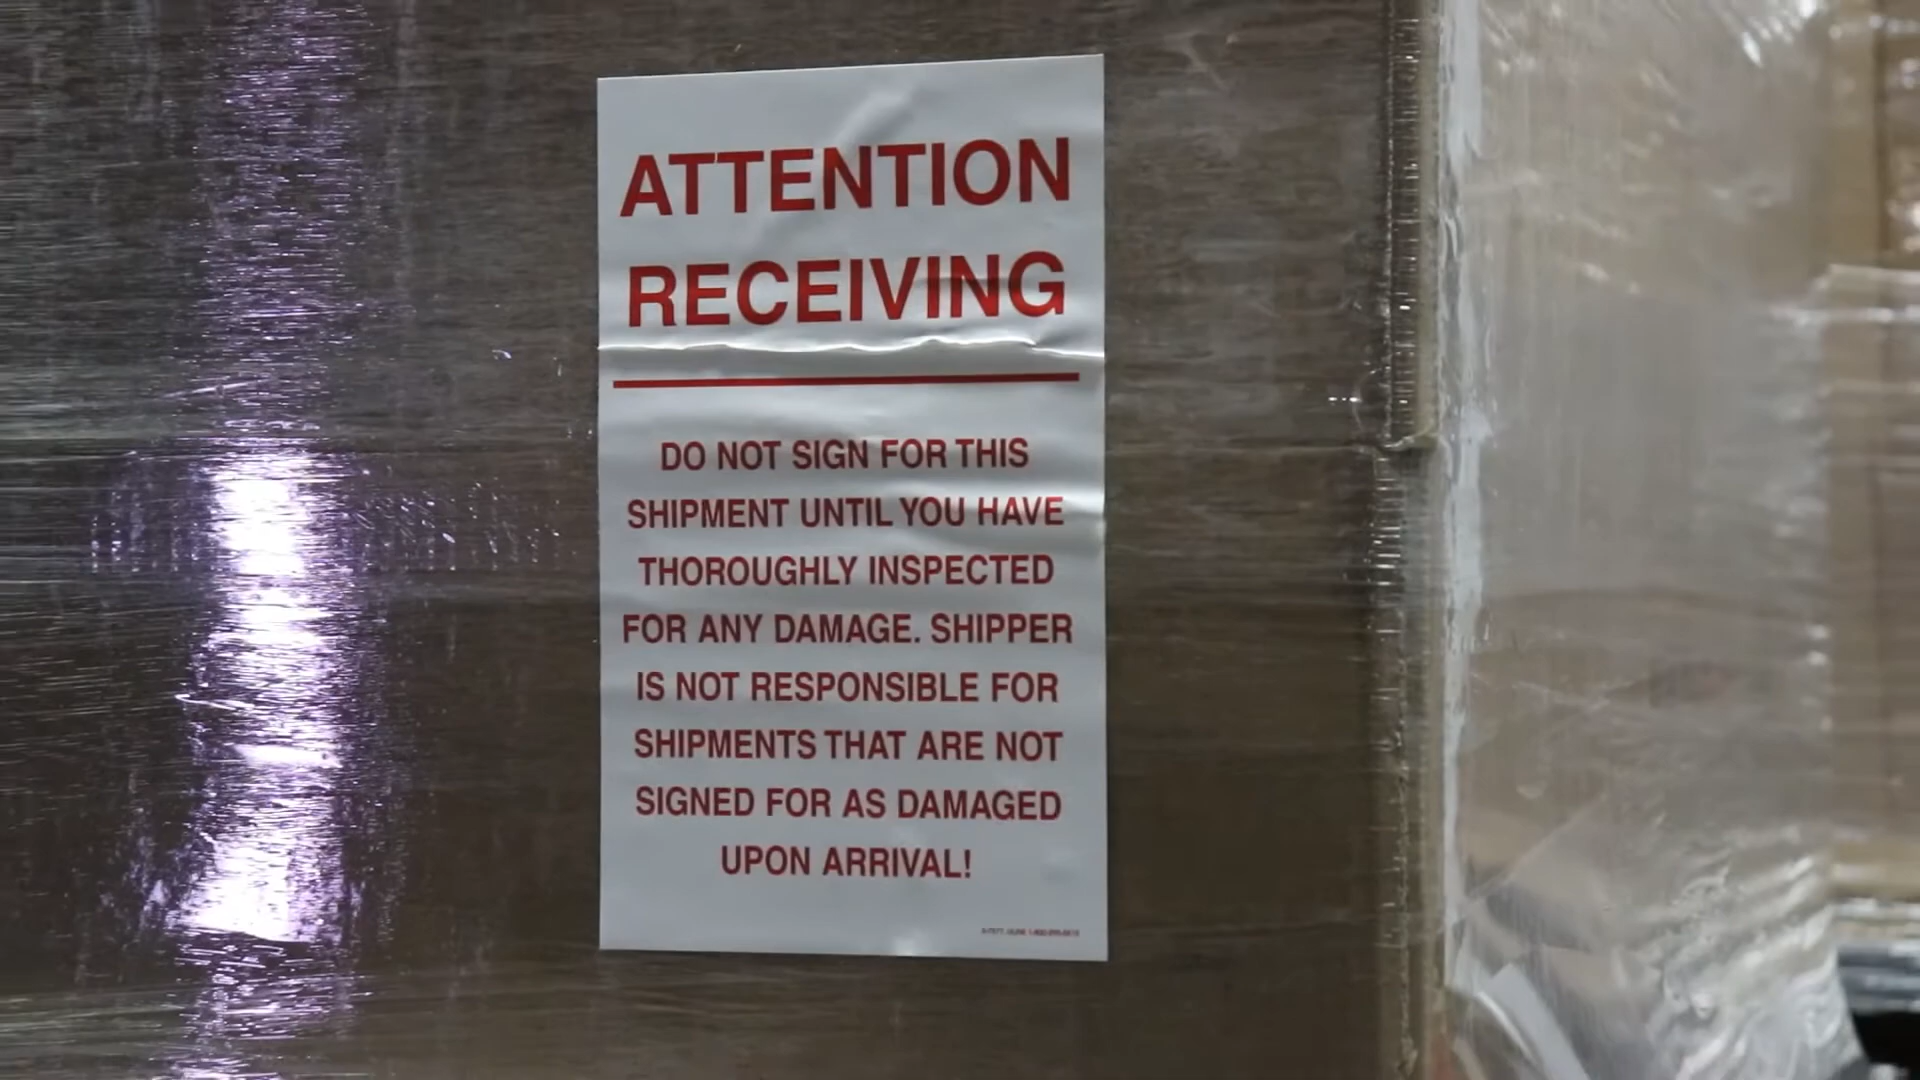 ATTENTION
RECEIVING
DO NOT SIGN FOR THIS
SHIPMENT UNTIL YOU HAVE
THOROUGHLY INSPECTED
FOR ANY DAMAGE. SHIPPER
IS NOT RESPONSIBLE FOR
SHIPMENTS THAT ARE NOT
SIGNED FOR AS DAMAGED
UPON ARRIVAL!